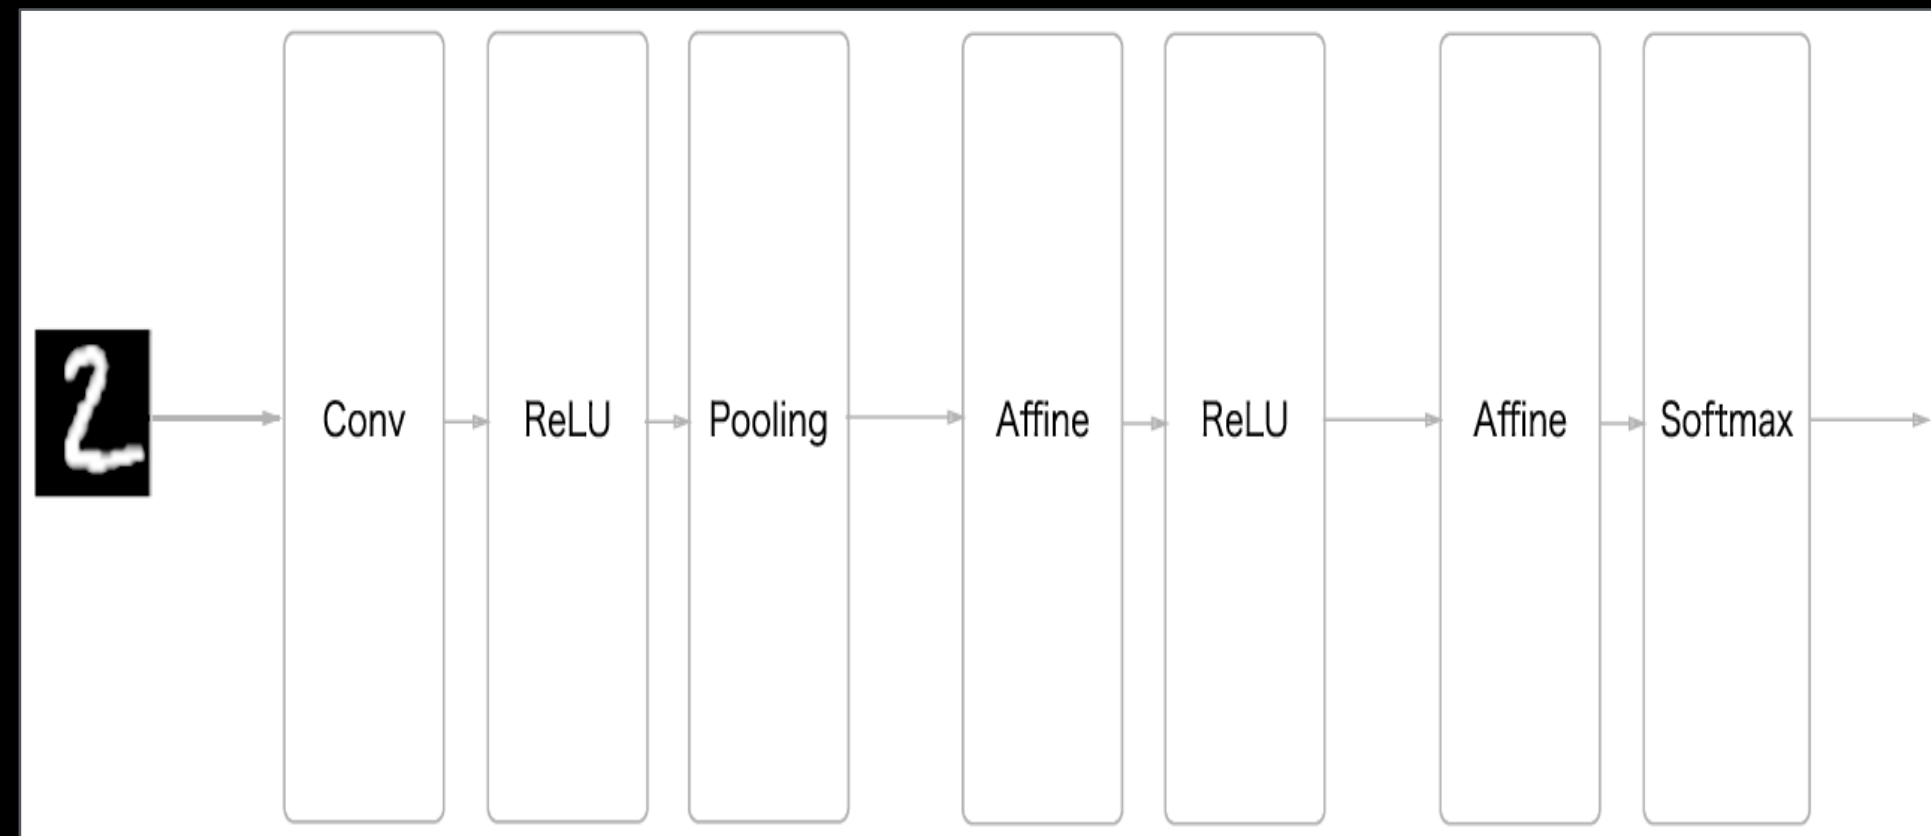 2
Conv
ReLU
Pooling
Affine
ReLU
Affine
Softmax